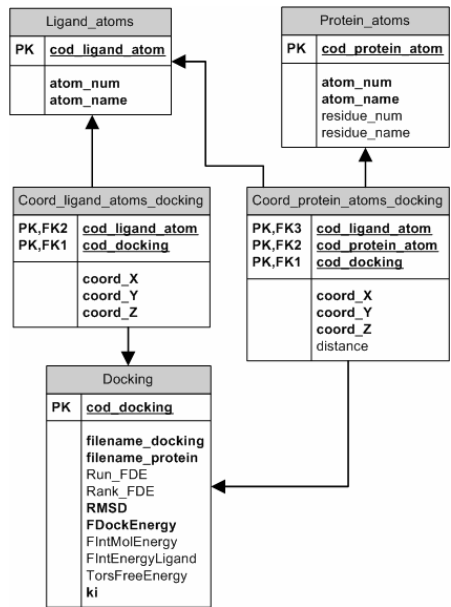 Ligand_atoms
PK cod_ligand_atom
atom_num
atom_name
Protein_atoms
PK cod_protein_atom
atom_num
atom_name
residue_num
residue_name
Coord_ligand_atoms_docking
PK,FK2 cod_ligand_atom
PK,FK1 cod_docking
coord_X
coord_Y
coord_Z
Coord_protein_atoms_docking
PK,FK3 cod_ligand_atom
PK,FK2 cod_protein_atom
PK,FK1 cod_docking
coord_X
coord_Y
coord_Z
distance
Docking
PK cod_docking
filename_docking
filename_protein
Run_FDE
Rank_FDE
RMSD
FDockEnergy
FIntMolEnergy
FIntEnergyLigand
TorsFreeEnergy
ki